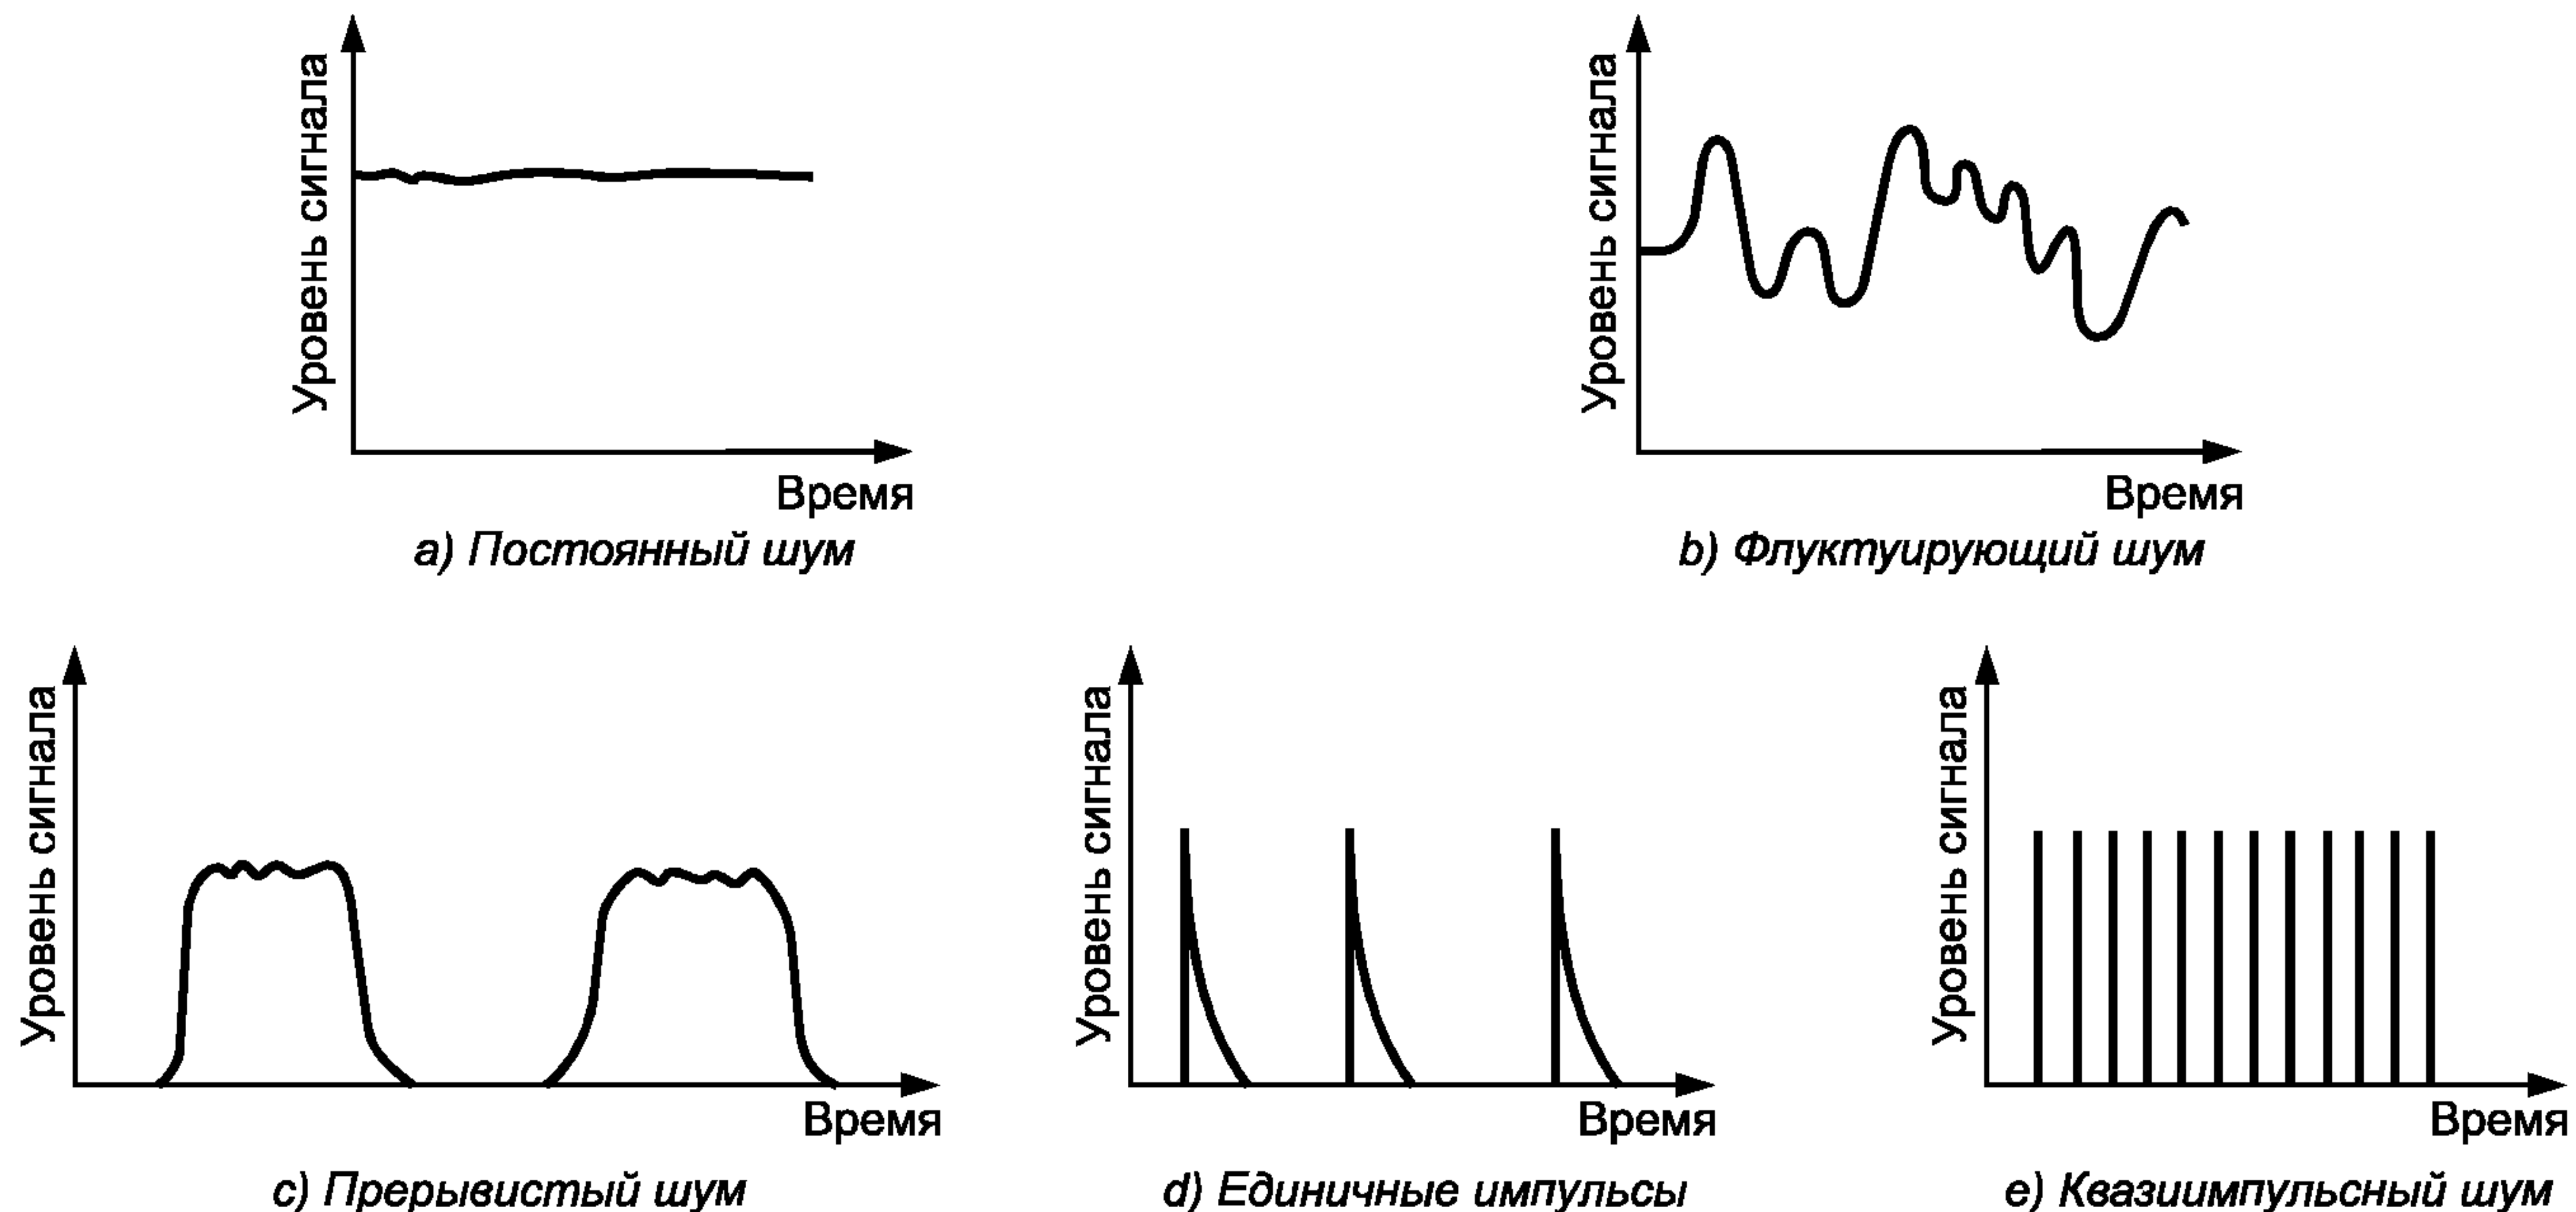 Уровень сигнала
Время
a) Постоянный шум
Уровень сигнала
Время
b) Флуктуирующий шум
Уровень сигнала
Время
c) Прерывистый шум
Уровень сигнала
Время
d) Единичные импульсы
Уровень сигнала
Время
e) Квазиимпульсный шум